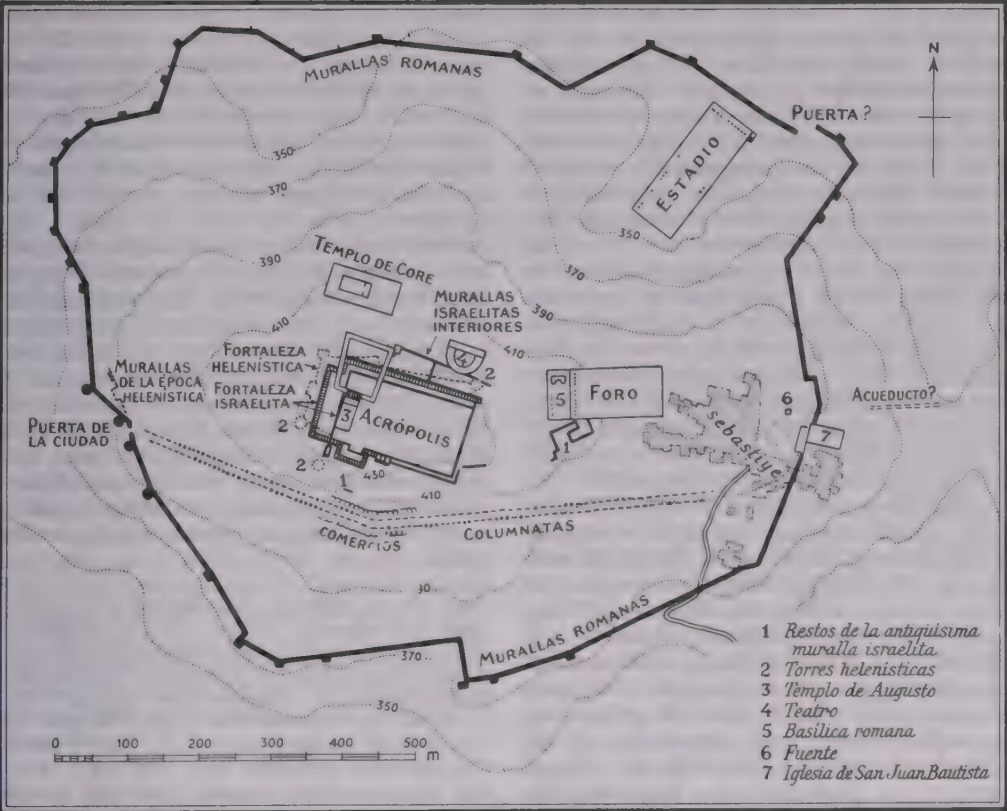 MURALLAS ROMANAS
N
PUERTA?
ESTADIO
350
370
350
370
390
TEMPLO DE CORE
MURALLAS
ISRAELITAS
INTERIORES
390
410
410
FORTALEZA
HELENÍSTICA
4
2
MURALLAS
DE LA ÉPOCA
HELENÍSTICA
FORTALEZA
ISRAELITA
3
ACRÓPOLIS
5
FORO
6
ACUEDUCTO?
PUERTA DE
LA CIUDAD
2
1
Sebastiye
7
2
430
410
1
COMERCIOS
COLUMNATAS
30
MURALLAS ROMANAS
370
350
1 Restos de la antiquísima
muralla israelita
2 Torres helenísticas
3 Templo de Augusto
4 Teatro
5 Basílica romana
6 Fuente
7 Iglesia de San Juan Bautista
0 100 200 300 400 500
m